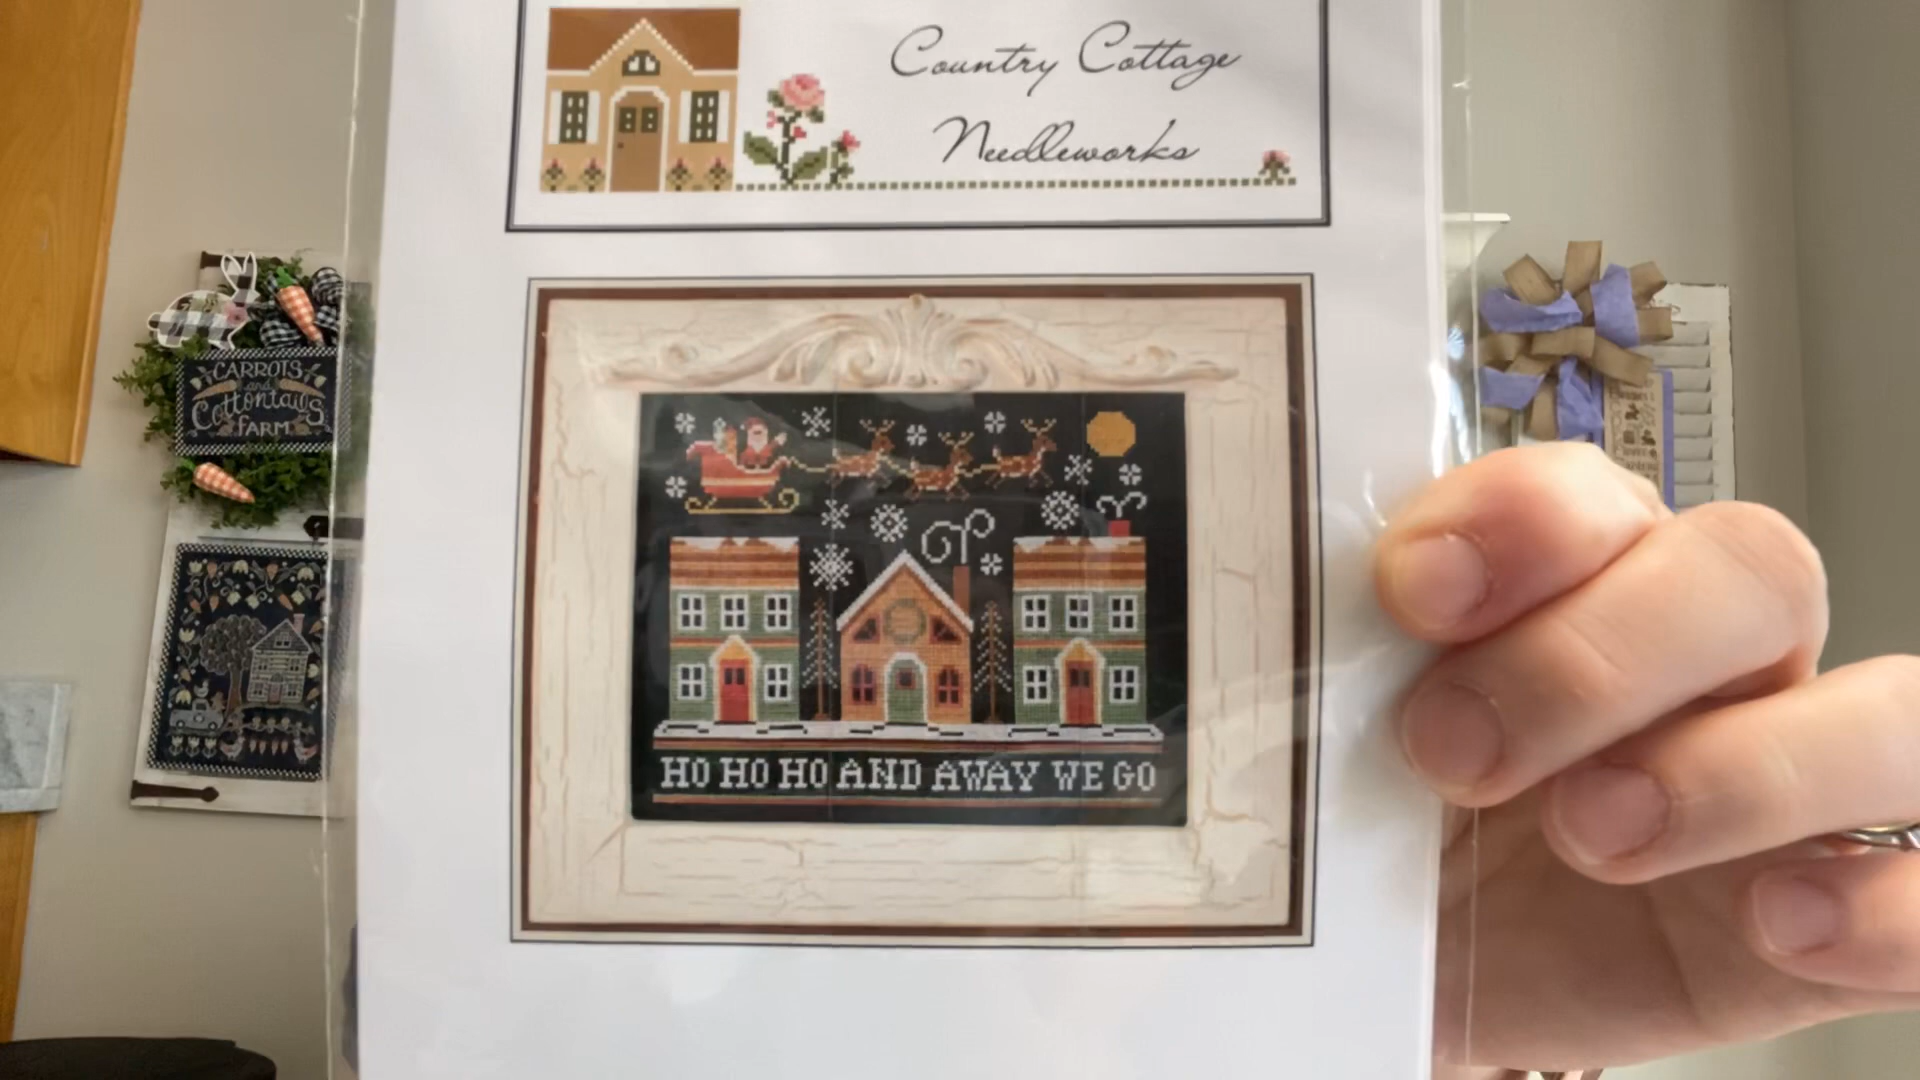 Country Cottage
Needleworks
CARROTS
and
Cottontails
FARM
HO HO HO AND AWAY WE GO